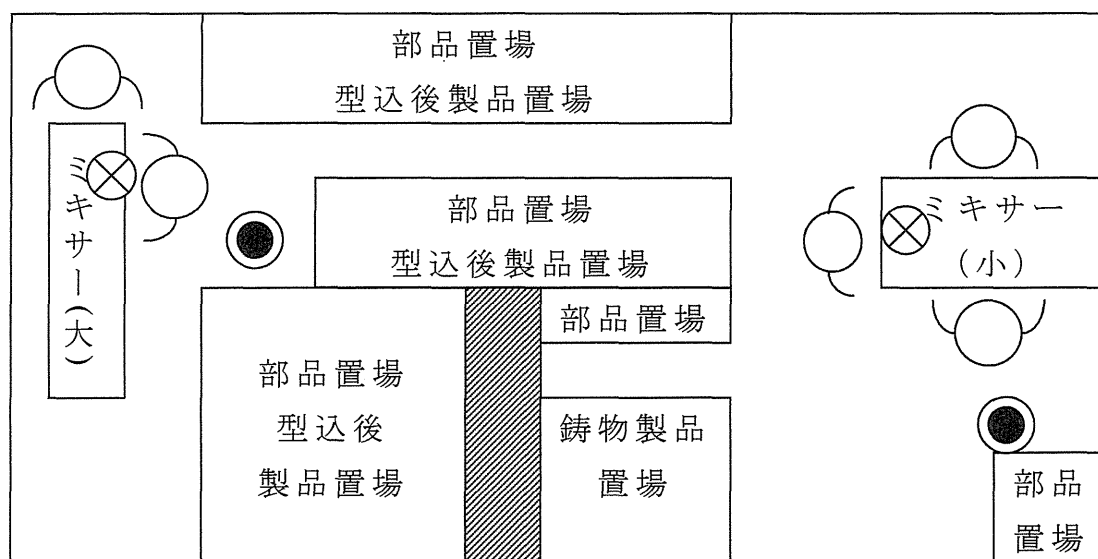 部品置場
型込後製品置場
ミキサー(大)
部品置場
型込後製品置場
ミキサー
(小)
部品置場
部品置場
型込後
製品置場
鋳物製品
置場
部品
置場